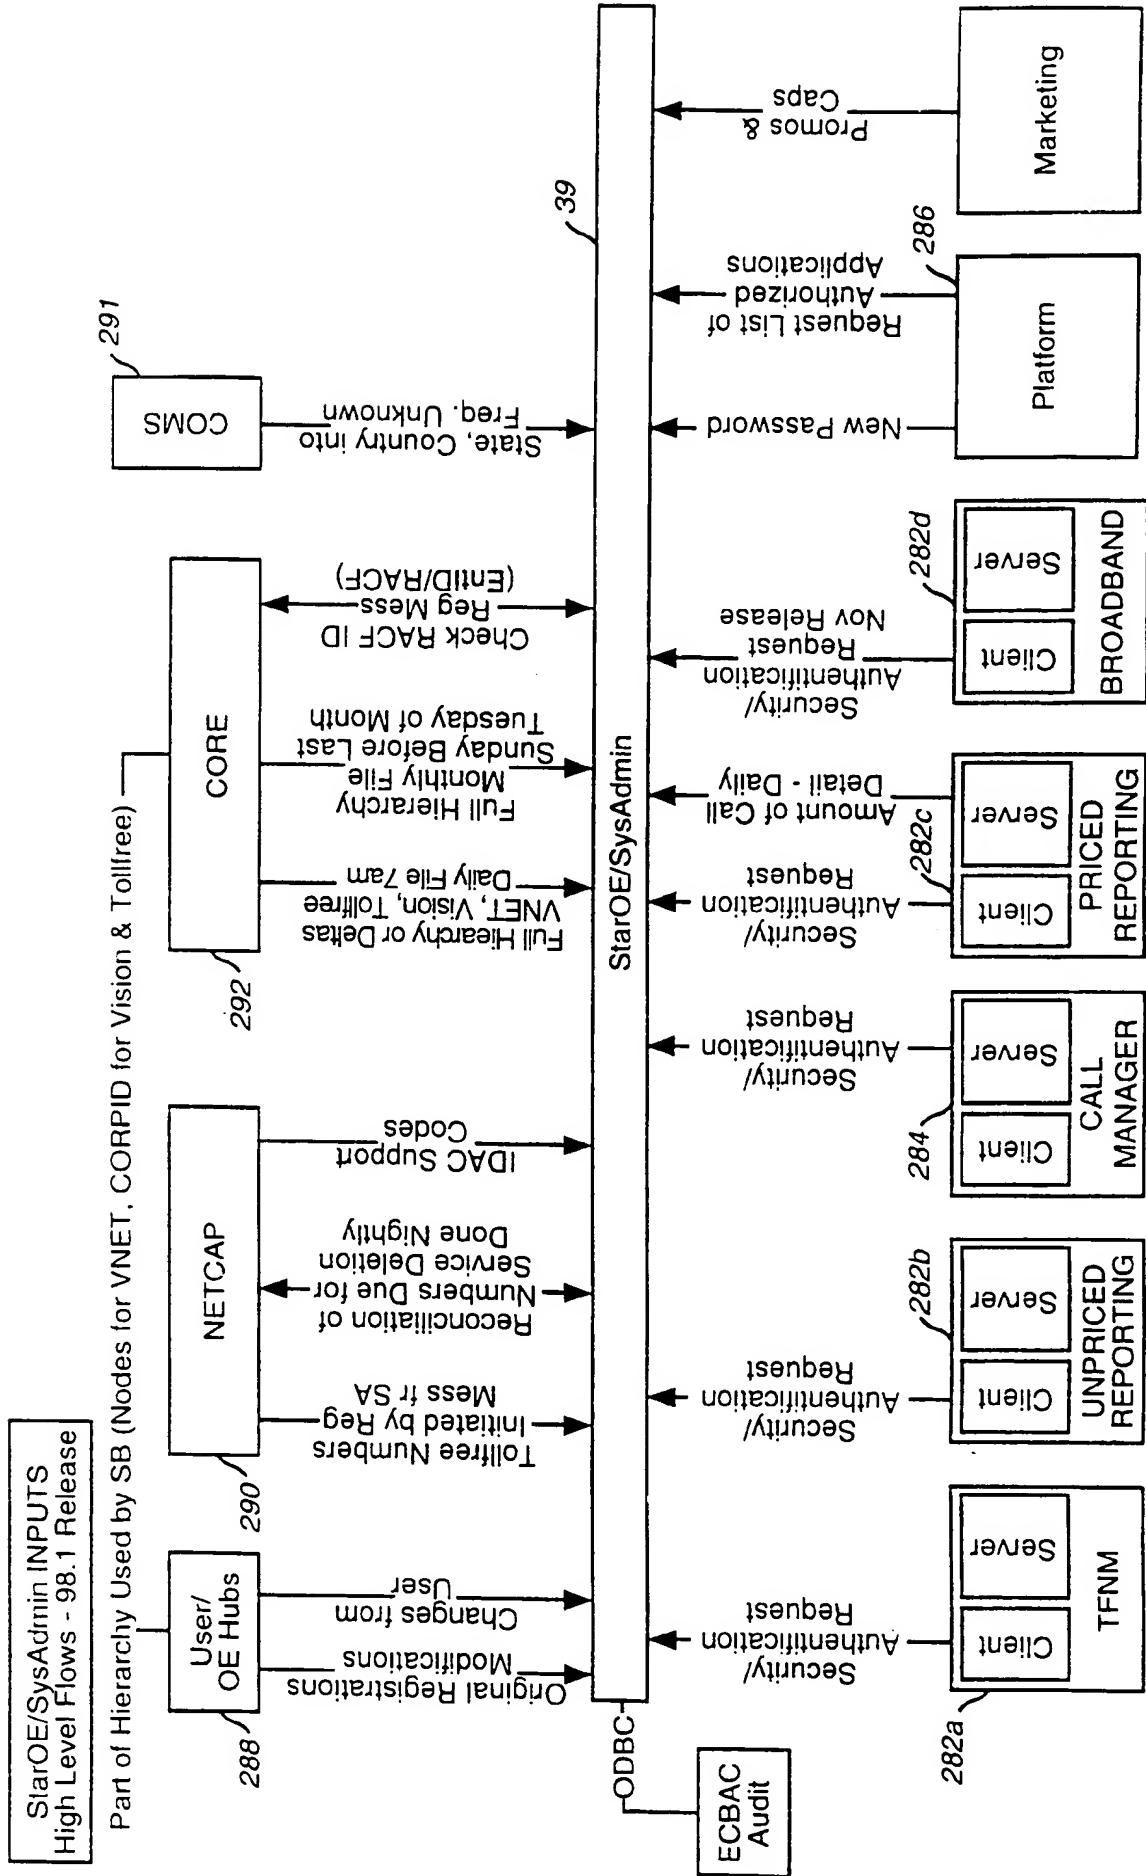 StarOE/SysAdmin INPUTS
High Level Flows - 98.1 Release
Part of Hierarchy Used by SB (Nodes for VNET, CORPID for Vision & Tollfree)
User/
OE Hubs
288
NETCAP
290
CORE
292
COMS
291
Original Registrations
Modifications
Changes from
User
Tollfree Numbers
Initiated by Reg
Mess fr SA
Reconciliation of
Numbers Due for
Service Deletion
Done Nightly
IDAC Support
Codes
Full Hiearchy or Deltas
VNET, Vision, Tollfree
Daily File 7am
Full Hierarchy
Monthly File
Sunday Before Last
Tuesday of Month
Check RACF ID
Reg Mess
(EntID/RACF)
State, Country into
Freq. Unknown
39
ODBC
StarOE/SysAdmin
ECBAC
Audit
Security/
Authentification
Request
Security/
Authentification
Request
Security/
Authentification
Request
Security/
Authentification
Request
Amount of Call
Detail - Daily
Security/
Authentification
Request
Nov Release
New Password
Request List of
Authorized
Applications
Promos &
Caps
282a
Client
Server
TFNM
282b
Client
Server
UNPRICED
REPORTING
284
Client
Server
CALL
MANAGER
282c
Client
Server
PRICED
REPORTING
282d
Client
Server
BROADBAND
286
Platform
Marketing